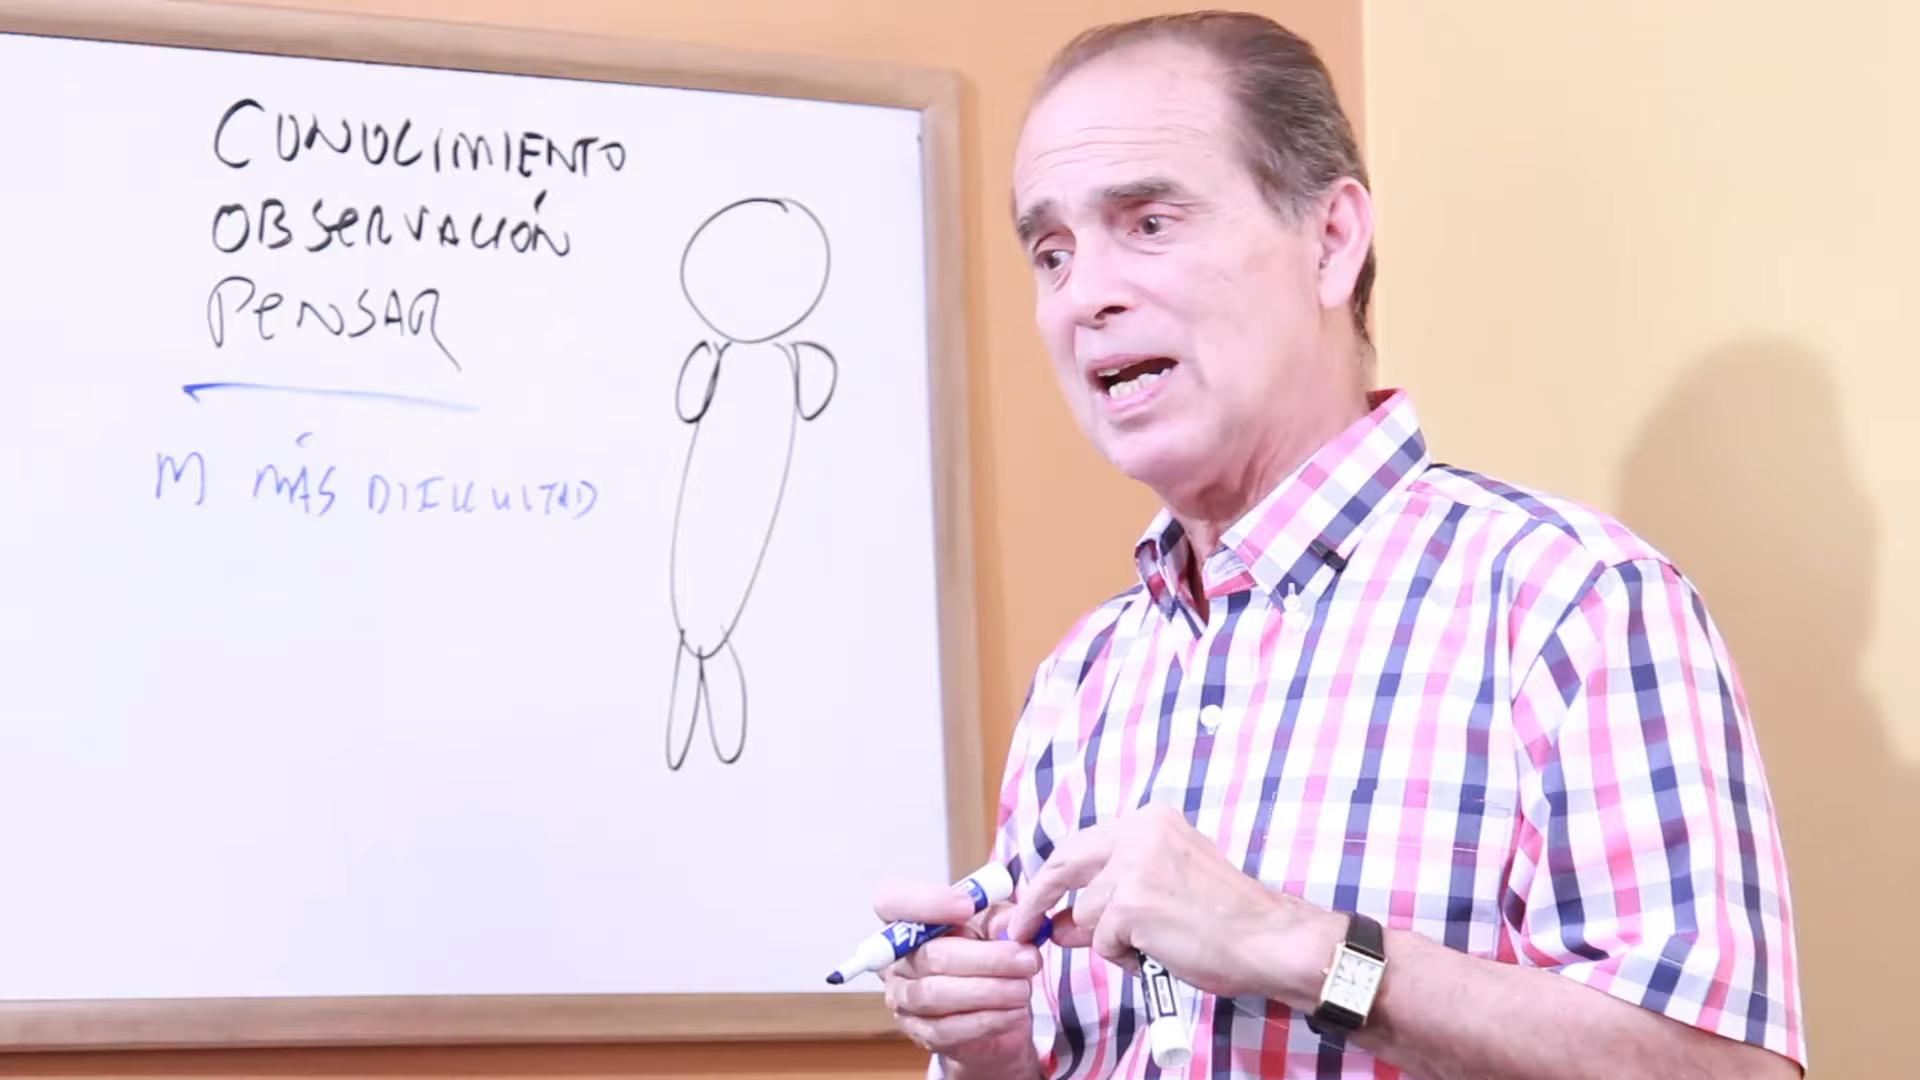 CONOCIMIENTO
OBSERVACIÓN
PENSAR
M MÁS DIFICULTAD